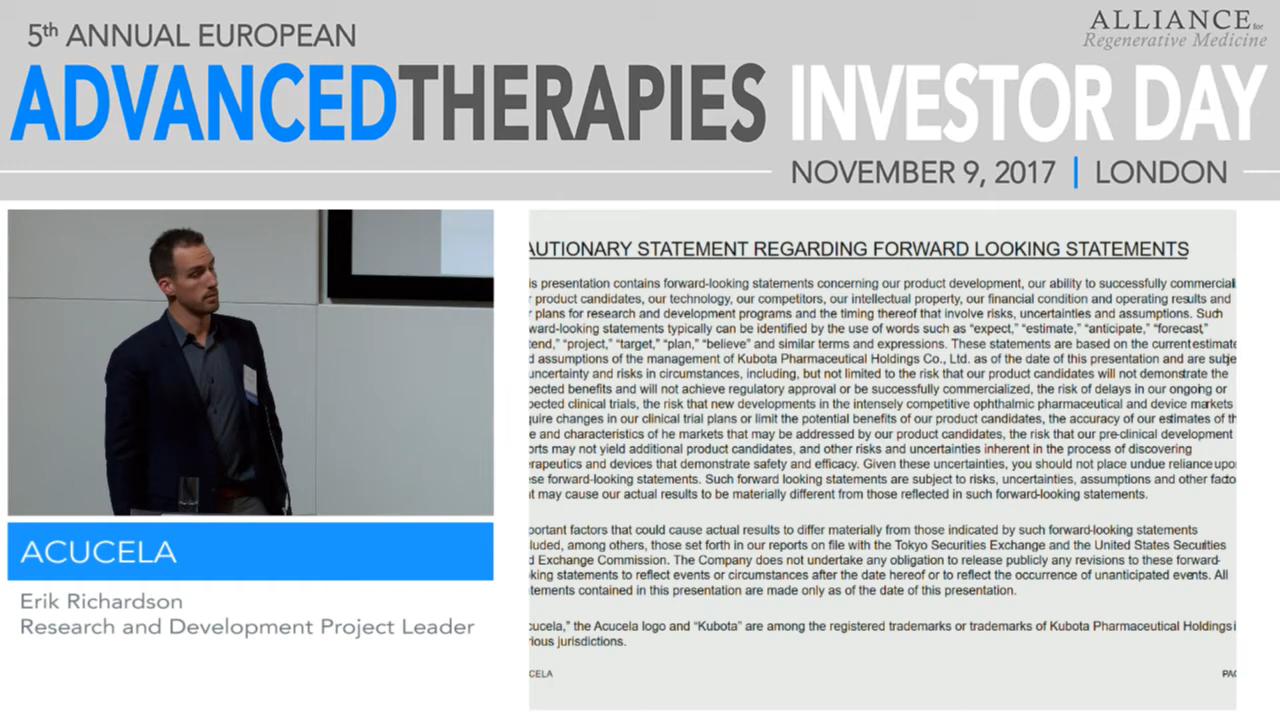 5th ANNUAL EUROPEAN
ALLIANCE for
Regenerative Medicine
ADVANCEDTHERAPIES INVESTOR DAY
NOVEMBER 9, 2017 | LONDON
AUTIONARY STATEMENT REGARDING FORWARD LOOKING STATEMENTS
is presentation contains forward-looking statements concerning our product development, our ability to successfully commerciali
product candidates, our technology, our competitors, our intellectual property, our financial condition and operating results and
plans for research and development programs and the timing thereof that involve risks, uncertainties and assumptions. Such
ward-looking statements typically can be identified by the use of words such as “expect,” “estimate,” “anticipate,” “forecast,”
tend,” “project,” “target,” “plan,” “believe” and similar terms and expressions. These statements are based on the current estimate
d assumptions of the management of Kubota Pharmaceutical Holdings Co., Ltd. as of the date of this presentation and are subje
uncertainty and risks in circumstances, including, but not limited to the risk that our product candidates will not demonstrate the
pected benefits and will not achieve regulatory approval or be successfully commercialized, the risk of delays in our ongoing or
pected clinical trials, the risk that new developments in the intensely competitive ophthalmic pharmaceutical and device markets
quire changes in our clinical trial plans or limit the potential benefits of our product candidates, the accuracy of our estimates of th
e and characteristics of he markets that may be addressed by our product candidates, the risk that our pre-clinical development
orts may not yield additional product candidates, and other risks and uncertainties inherent in the process of discovering
rapeutics and devices that demonstrate safety and efficacy. Given these uncertainties, you should not place undue reliance upo
se forward-looking statements. Such forward looking statements are subject to risks, uncertainties, assumptions and other facto
t may cause our actual results to be materially different from those reflected in such forward-looking statements.
portant factors that could cause actual results to differ materially from those indicated by such forward-looking statements
luded, among others, those set forth in our reports on file with the Tokyo Securities Exchange and the United States Securities
d Exchange Commission. The Company does not undertake any obligation to release publicly any revisions to these forward-
king statements to reflect events or circumstances after the date hereof or to reflect the occurrence of unanticipated events. All
tements contained in this presentation are made only as of the date of this presentation.
cucela,” the Acucela logo and “Kubota” are among the registered trademarks or trademarks of Kubota Pharmaceutical Holdings i
ious jurisdictions.
CELA
PAG
ACUCELA
Erik Richardson
Research and Development Project Leader